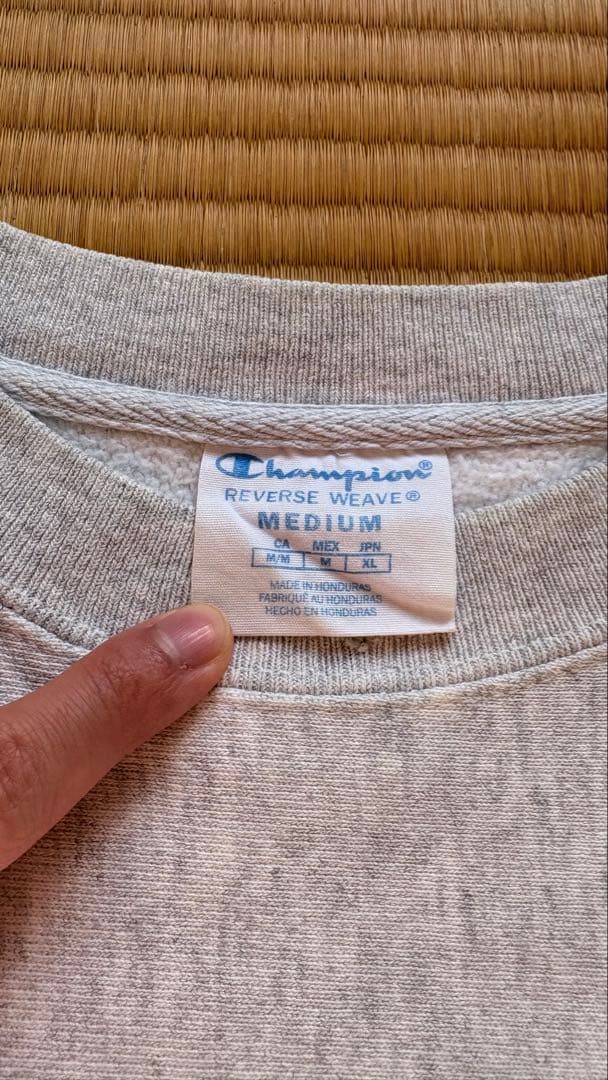 Champion®
REVERSE WEAVE®
MEDIUM
CA MEX JPN
M/M M XL
MADE IN HONDURAS
FABRIQUÉ AU HONDURAS
HECHO EN HONDURAS